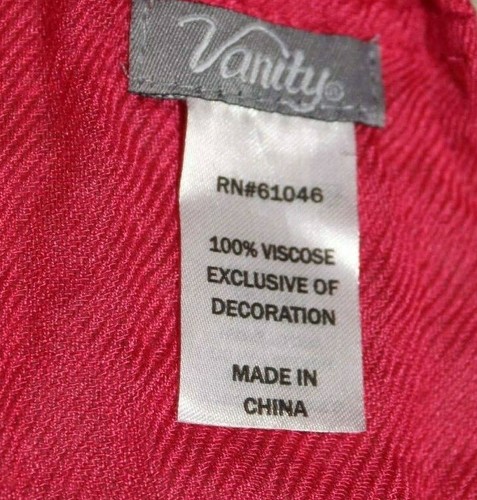 Vanity®
RN#61046
100% VISCOSE
EXCLUSIVE OF
DECORATION
MADE IN
CHINA